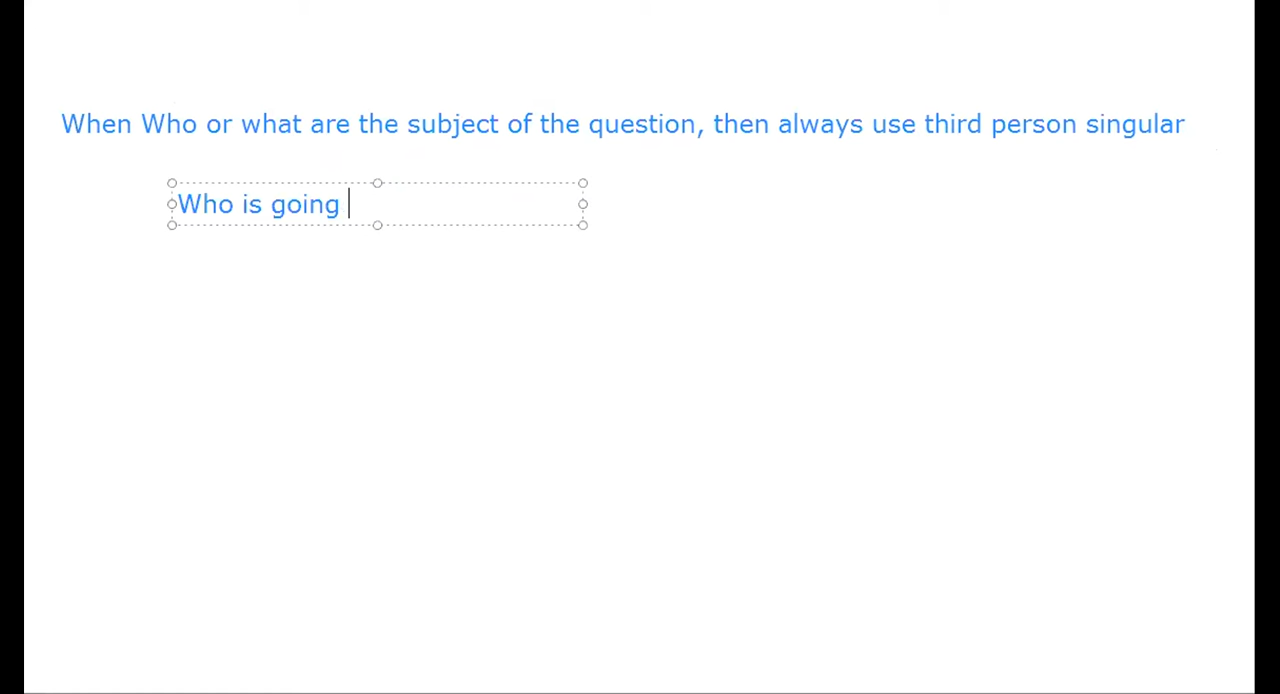 When Who or what are the subject of the question, then always use third person singular
Who is going